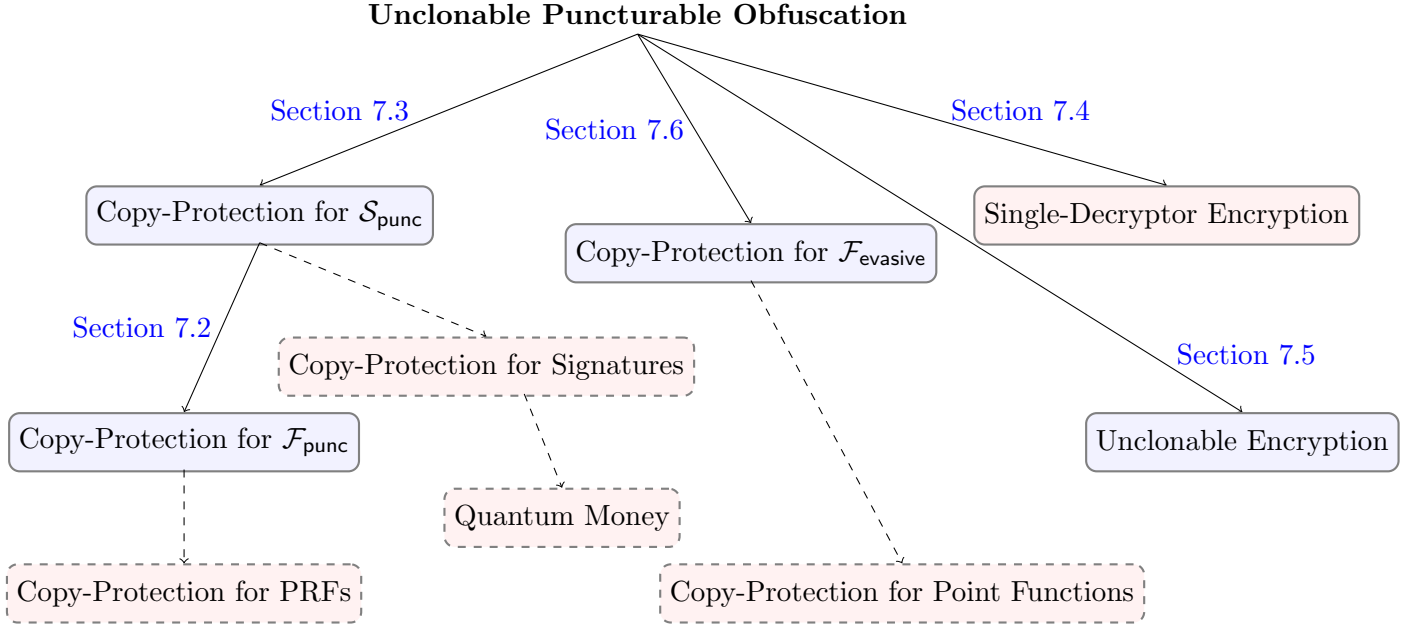 Unclonable Puncturable Obfuscation
Section 7.3
Section 7.6
Section 7.4
Copy-Protection for 𝒮punc
Copy-Protection for ℱevasive
Single-Decryptor Encryption
Section 7.2
Copy-Protection for Signatures
Section 7.5
Copy-Protection for ℱpunc
Unclonable Encryption
Quantum Money
Copy-Protection for PRFs
Copy-Protection for Point Functions